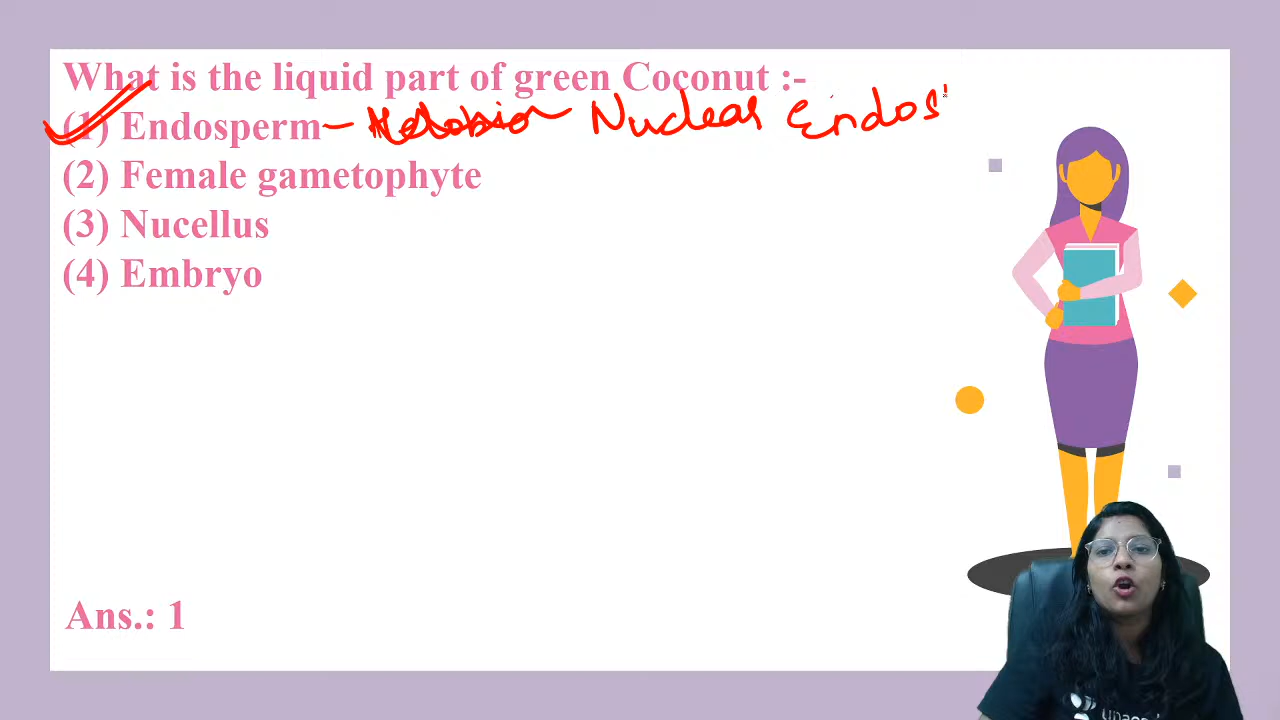 What is the liquid part of green Coconut :-
(1) Endosperm - Nuclear Endos
(2) Female gametophyte
(3) Nucellus
(4) Embryo
Ans.: 1